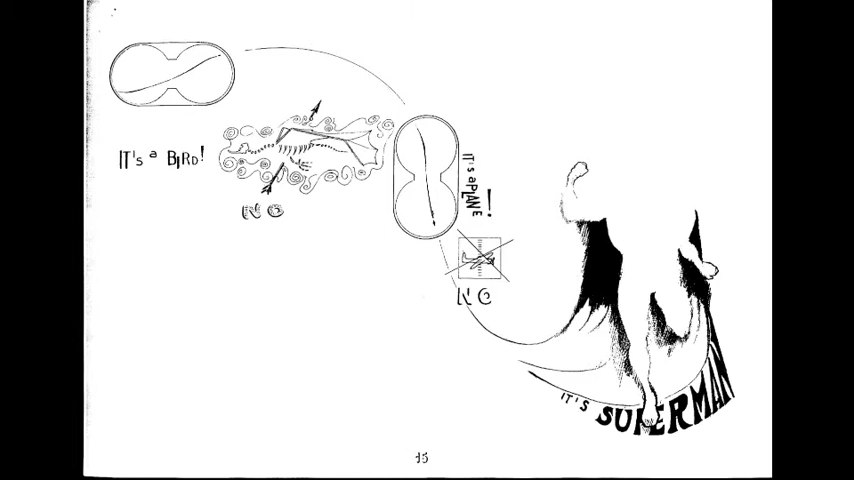 IT'S a BIRD!
NO
IT'S a PLANE!
NO
IT'S SUPERMAN
15